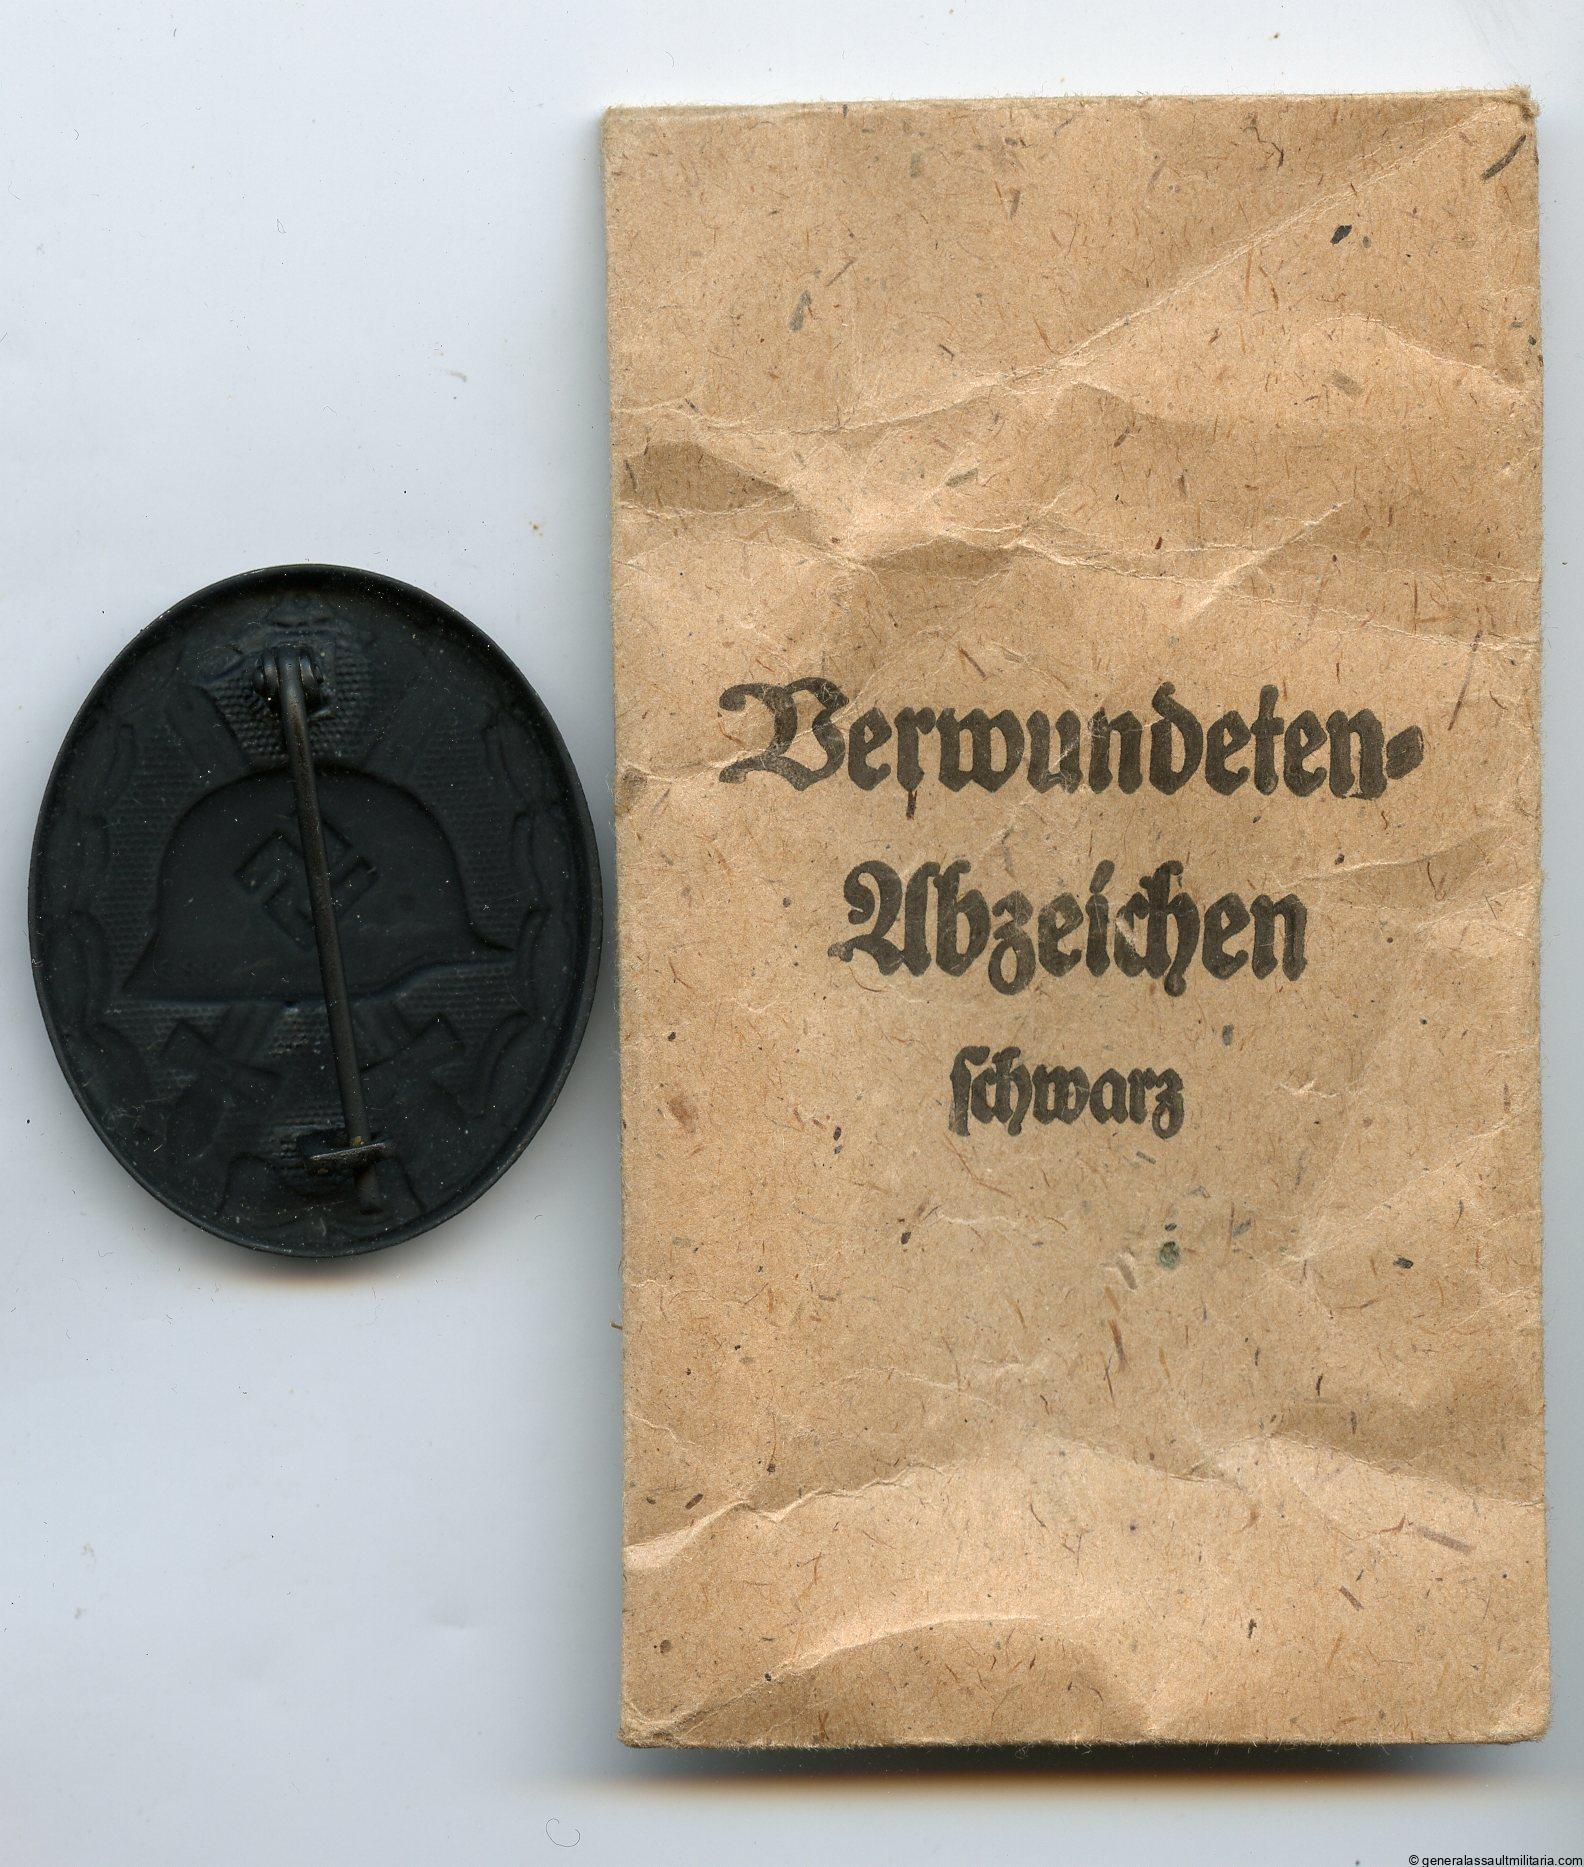 Verwundeten-
Abzeichen
schwarz
© generalassaultmilitaria.com